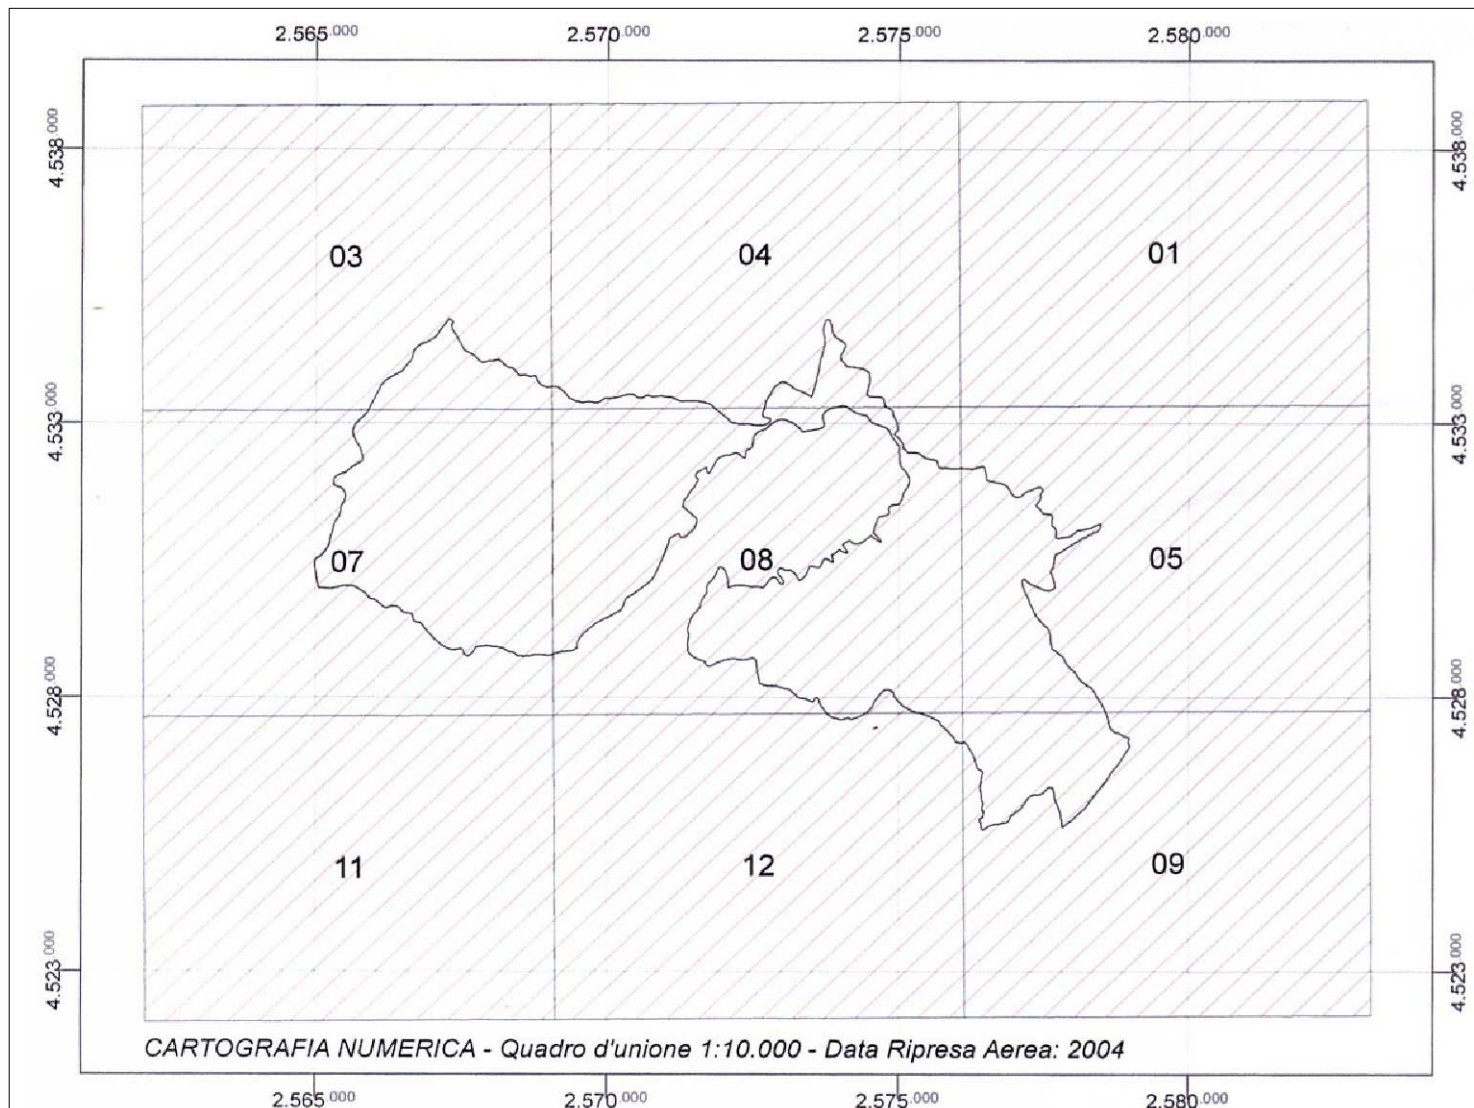 2.565.000 2.570.000 2.575.000 2.580.000
4.538.000 4.538.000
03 04 01
4.533.000 4.533.000
07 08 05
4.528.000 4.528.000
11 12 09
4.523.000 4.523.000
CARTOGRAFIA NUMERICA - Quadro d'unione 1:10.000 - Data Ripresa Aerea: 2004
2.565.000 2.570.000 2.575.000 2.580.000